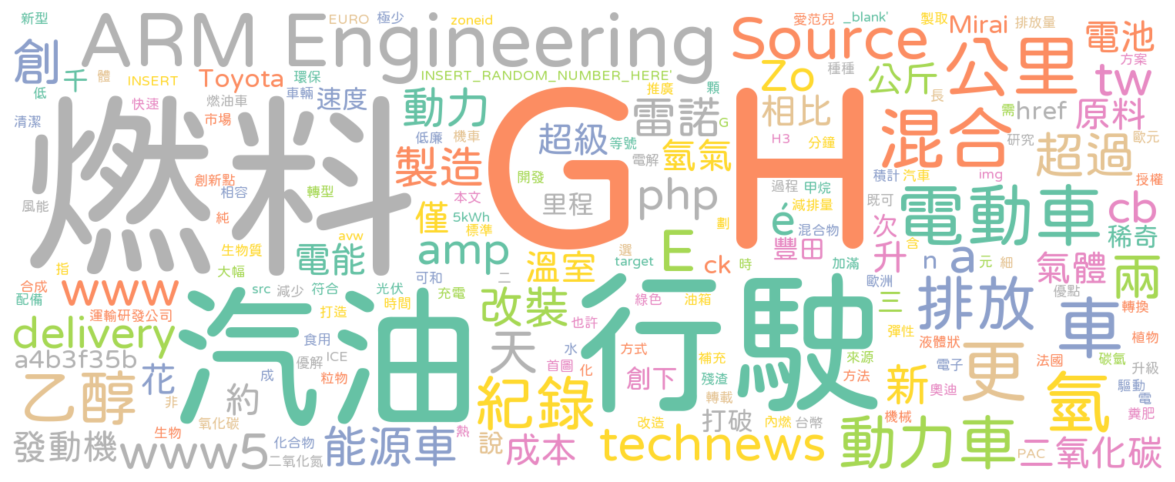 新型 ARM Engineering EURO 極少 zoneid Source 愛范兒 _blank' 製取
創 千 體 INSERT Toyota 環保 INSERT_RANDOM_NUMBER_HERE' Zo 種種 公斤 Mirai 排放量 公里 電池
低 快速 燃油車 車輛 速度 動力 推廣 顆 相比 tw 方案
清潔 市場 低廉 機車 超級 雷諾 G H3 分鐘 混合 href 原料 長 需
燃料 G H 等號 電解 氫氣 研究 超過 歐元
風能 創新點 相容 轉型 製造 本文 開發 里程 php 過程 甲烷 積計 汽車 img 授權
純 僅 5kWh 標準 劃 é 減排量 既可 電動車 cb
生物質 avw 電能 amp 選 E 豐田 混合物 次 含 稀奇
指 大幅 二 溫室 target ck 時 加滿 升 n a 元 細 氣體 兩
合成 配備 www src 減少 符合 光伏 可和 充電 改裝 行駛 綠色 油箱 三 歐洲 排放 優點 車 轉換
運輸研發公司 打造 時間 彈性 植物
delivery 汽油 食用 也許 天 水 方式 補充 來源 液體狀 電子 法國 碳氫
a4b3f35b 花 優解 ICE 首圖 化 創下 殘渣 方法 新 更 奧迪 氫 升級 驅動
乙醇 成 粒物 約 紀錄 轉載 電
非 氧化碳 改造 打破 內燃 台幣 機械 糞肥
發動機 www5 生物 二氧化氮 化合物 能源車 熱 說 成本 technews 動力車 PAC 二氧化碳